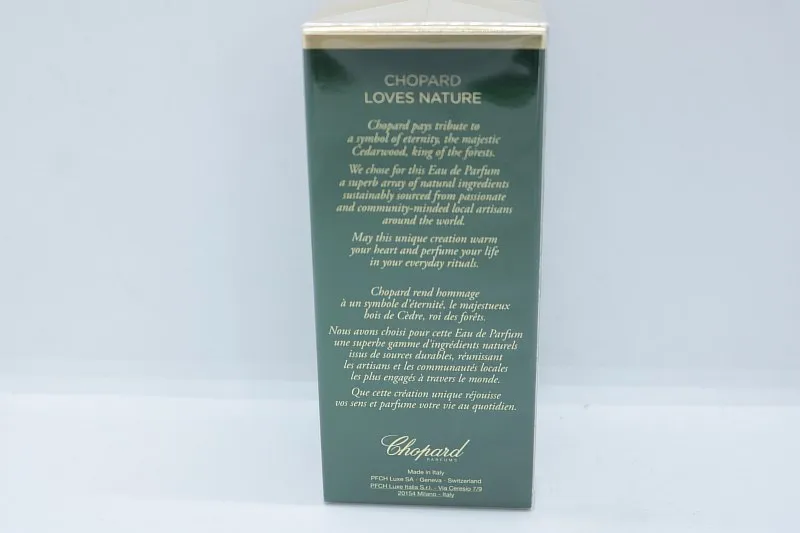 CHOPARD
LOVES NATURE
Chopard pays tribute to
a symbol of eternity, the majestic
Cedarwood, king of the forests.
We chose for this Eau de Parfum
a superb array of natural ingredients
sustainably sourced from passionate
and community-minded local artisans
around the world.
May this unique creation warm
your heart and perfume your life
in your everyday rituals.
Chopard rend hommage
à un symbole d'éternité, le majestueux
bois de Cèdre, roi des forêts.
Nous avons choisi pour cette Eau de Parfum
une superbe gamme d'ingrédients naturels
issus de sources durables, réunissant
les artisans et les communautés locales
les plus engagés à travers le monde.
Que cette création unique réjouisse
vos sens et parfume votre vie au quotidien.
Chopard
PARFUMS
Made in Italy
PFCH Luxe SA - Geneva - Switzerland
PFCH Luxe Italia S.r.l. - Via Ceresio 7/9
20154 Milano - Italy